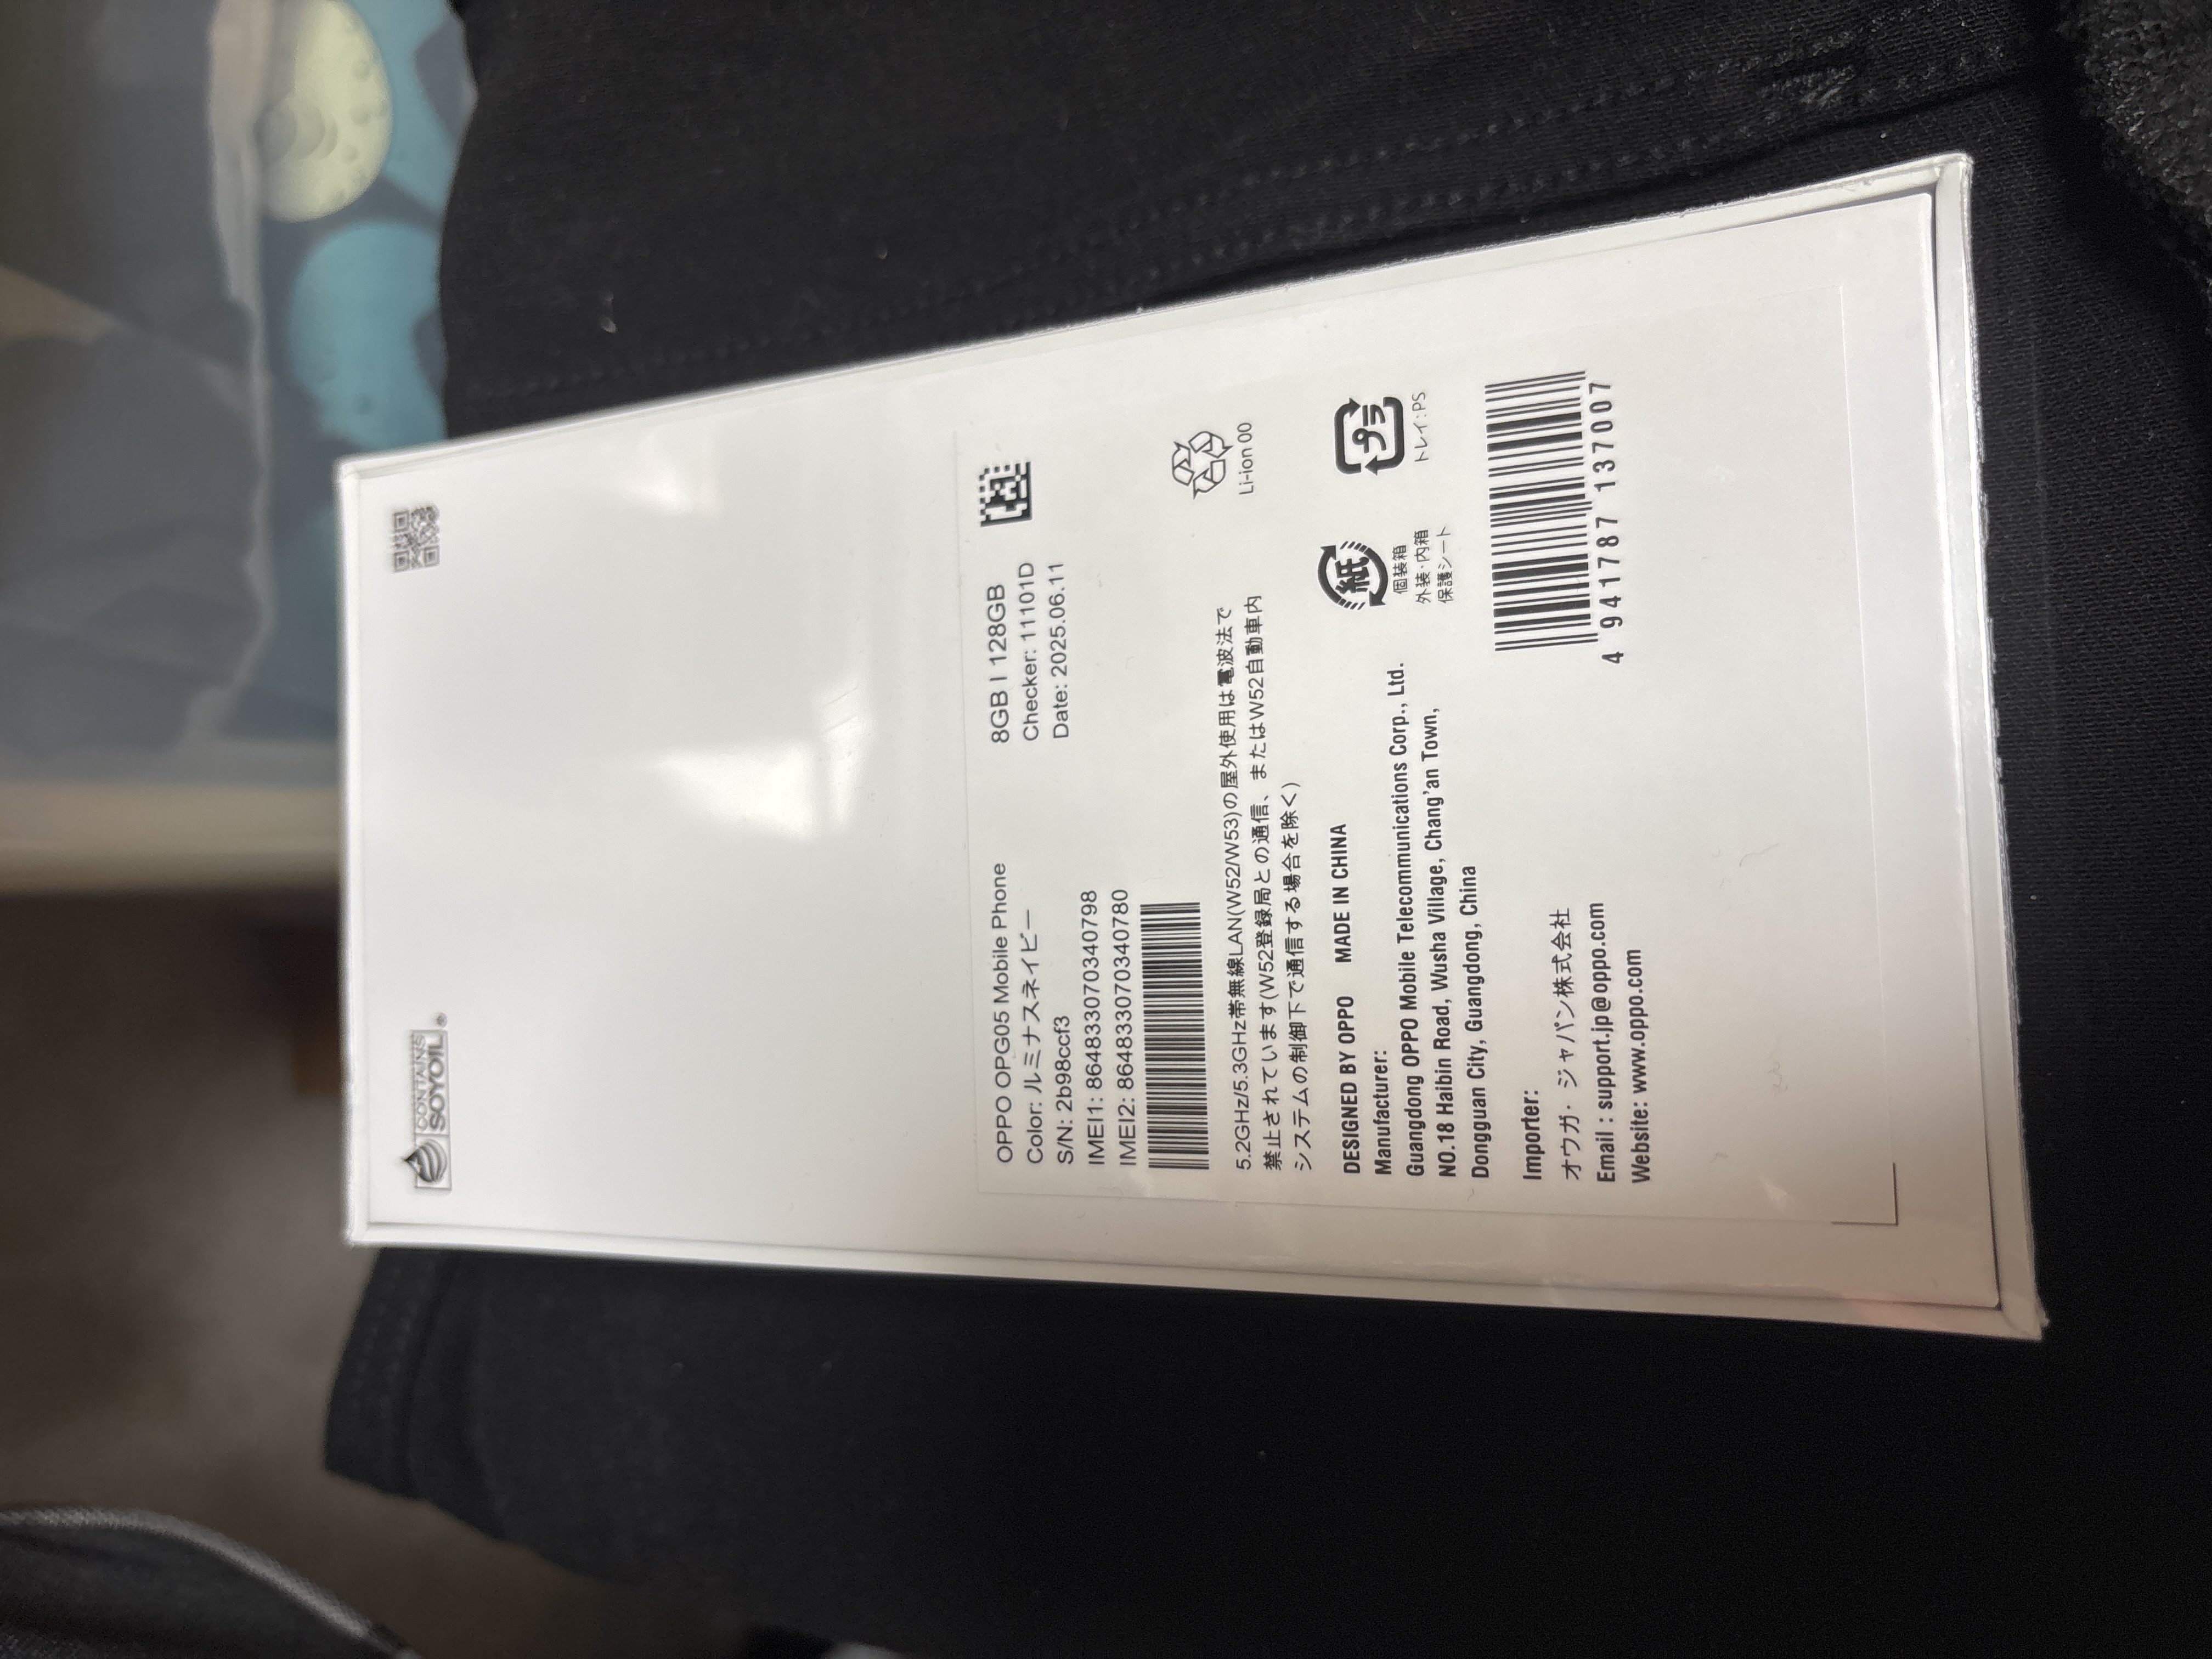 CONTAINS
SOYOIL®
OPPO OPG05 Mobile Phone
8GB I 128GB
Color: ルミナスネイビー
Checker: 11101D
S/N: 2b98ccf3
Date: 2025.06.11
IMEI1: 864833070340798
IMEI2: 864833070340780
5.2GHz/5.3GHz帯無線LAN(W52/W53)の屋外使用は電波法で
禁止されています(W52登録局との通信、またはW52自動車内
システムの制御下で通信する場合を除く)
Li-ion 00
DESIGNED BY OPPO MADE IN CHINA
Manufacturer:
Guangdong OPPO Mobile Telecommunications Corp., Ltd.
NO.18 Haibin Road, Wusha Village, Chang'an Town,
Dongguan City, Guangdong, China
紙
個装箱
外装・内箱
保護シート
プラ
トレイ:PS
Importer:
オウガ・ジャパン株式会社
Email : support.jp@oppo.com
Website: www.oppo.com
4 941787 137007